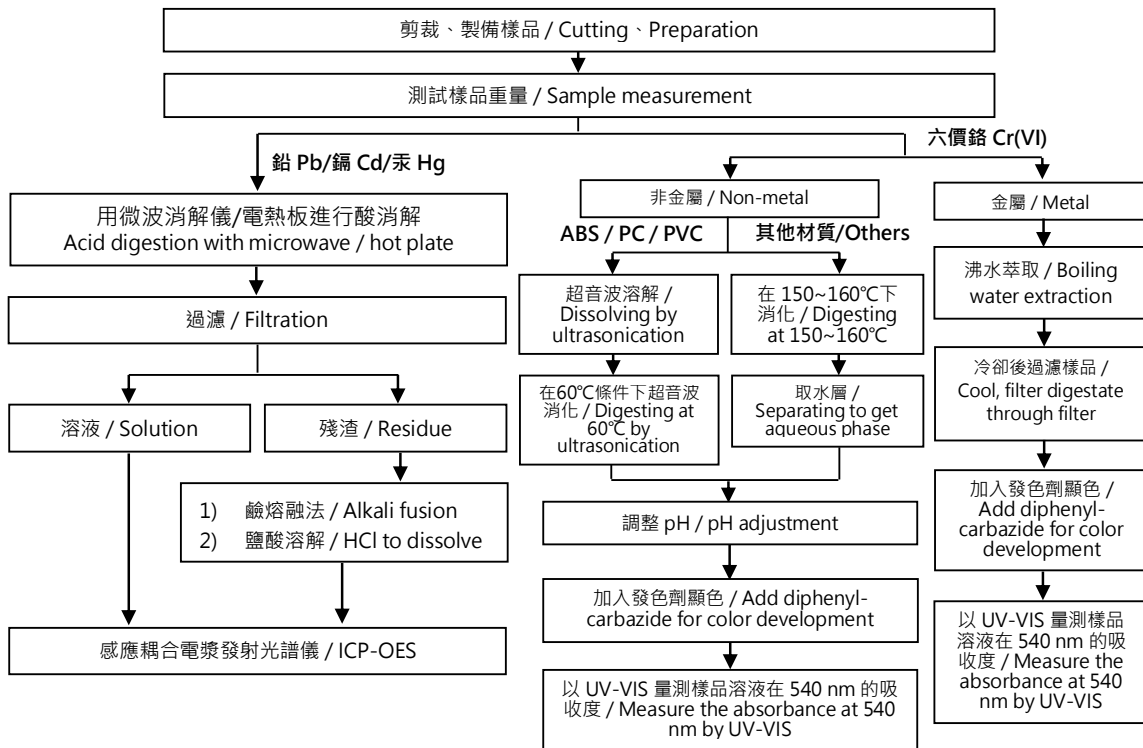 剪裁、製備樣品 / Cutting、Preparation
測試樣品重量 / Sample measurement
鉛 Pb/鎘 Cd/汞 Hg
六價鉻 Cr(VI)
用微波消解儀/電熱板進行酸消解
Acid digestion with microwave / hot plate
過濾 / Filtration
溶液 / Solution
殘渣 / Residue
1) 鹼熔融法 / Alkali fusion
2) 鹽酸溶解 / HCl to dissolve
感應耦合電漿發射光譜儀 / ICP-OES
非金屬 / Non-metal
ABS / PC / PVC
其他材質/Others
超音波溶解 /
Dissolving by
ultrasonication
在60℃條件下超音波
消化 / Digesting at
60℃ by
ultrasonication
在 150~160℃下
消化 / Digesting
at 150~160℃
取水層 /
Separating to get
aqueous phase
調整 pH / pH adjustment
加入發色劑顯色 / Add diphenyl-
carbazide for color development
以 UV-VIS 量測樣品溶液在 540 nm 的吸
收度 / Measure the absorbance at 540
nm by UV-VIS
金屬 / Metal
沸水萃取 / Boiling
water extraction
冷卻後過濾樣品 /
Cool, filter digestate
through filter
加入發色劑顯色 /
Add diphenyl-
carbazide for color
development
以 UV-VIS 量測樣品
溶液在 540 nm 的吸
收度 / Measure the
absorbance at 540
nm by UV-VIS